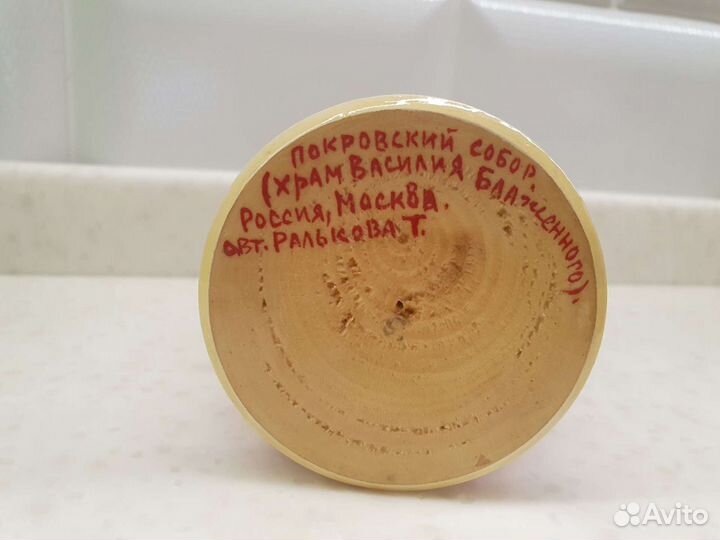 ПОКРОВСКИЙ СОБОР.
(ХРАМ ВАСИЛИЯ БЛАЖЕННОГО).
РОССИЯ, МОСКВА.
авт. РАЛЬКОВА Т.
Avito